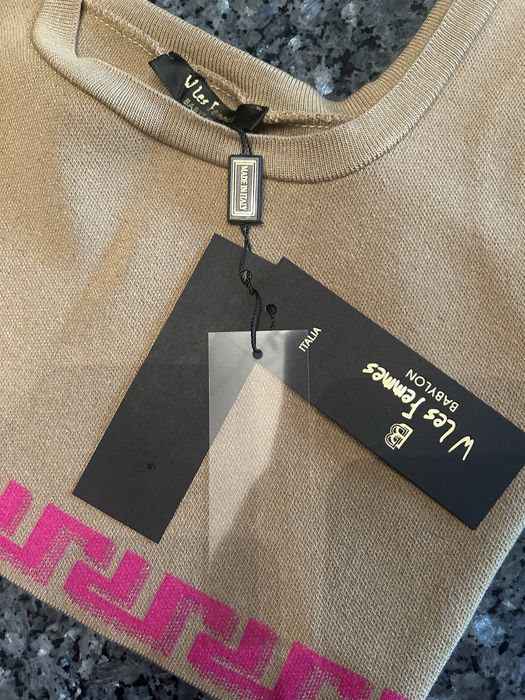 W Les Femmes
MADE IN ITALY
ITALIA
W Les Femmes
BABYLON
B